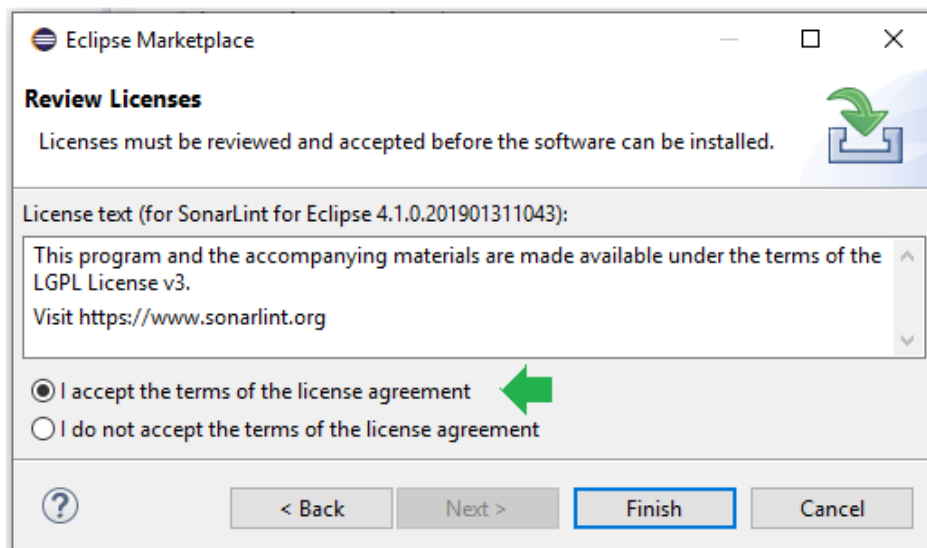 Eclipse Marketplace
Review Licenses
Licenses must be reviewed and accepted before the software can be installed.
License text (for SonarLint for Eclipse 4.1.0.201901311043):
This program and the accompanying materials are made available under the terms of the
LGPL License v3.
Visit https://www.sonarlint.org
I accept the terms of the license agreement
I do not accept the terms of the license agreement
? < Back Next > Finish Cancel